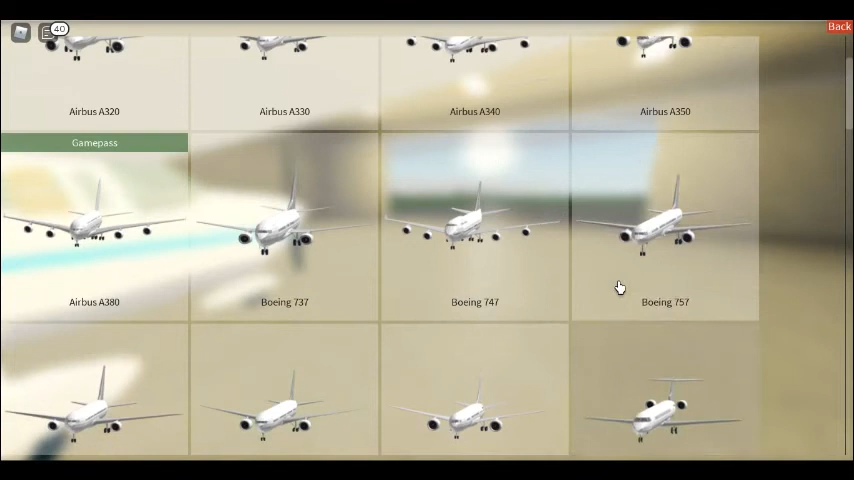 40
Back
Airbus A320
Airbus A330
Airbus A340
Airbus A350
Gamepass
Airbus A380
Boeing 737
Boeing 747
Boeing 757